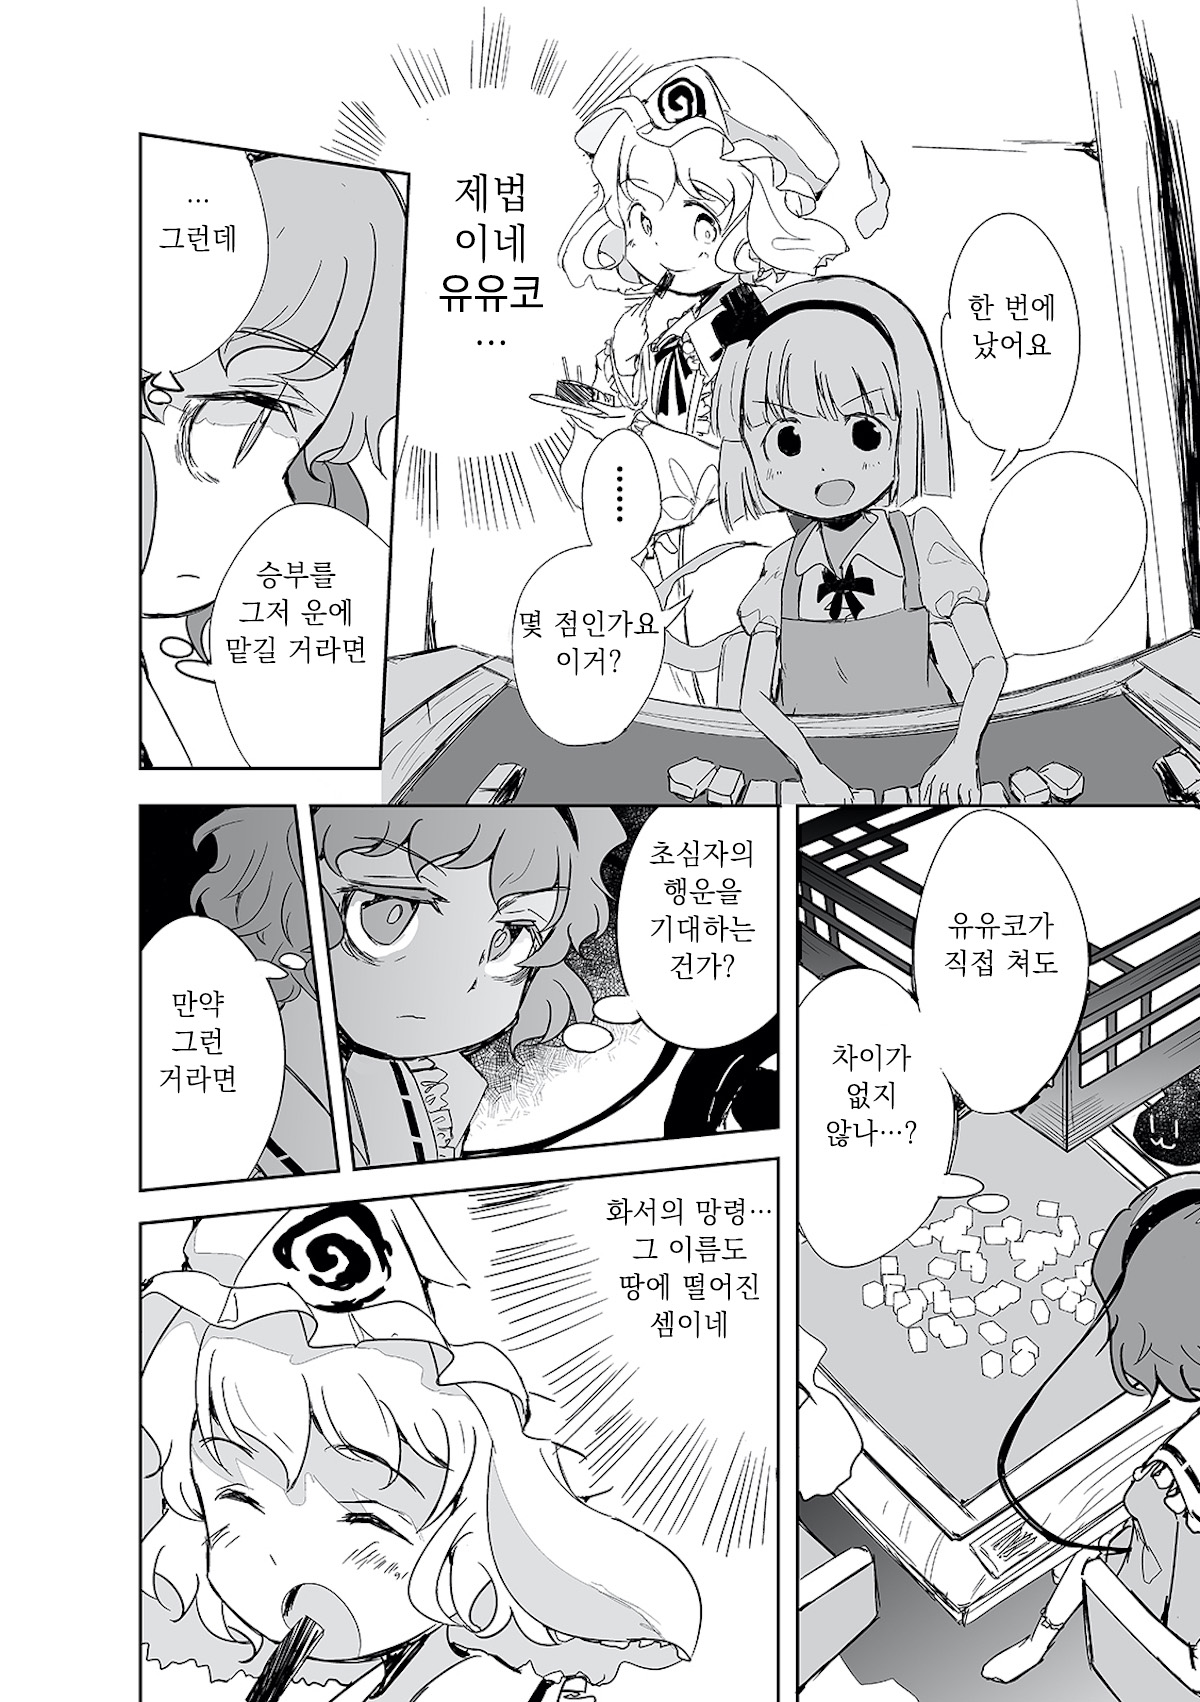 한 번에
났어요
……
몇 점인가요
이거?
제법
이네
유유코
…
…
그런데
승부를
그저 운에
맡길 거라면
유유코가
직접 쳐도
차이가
없지
않나…?
초심자의
행운을
기대하는
건가?
만약
그런
거라면
화서의 망령…
그 이름도
땅에 떨어진
셈이네